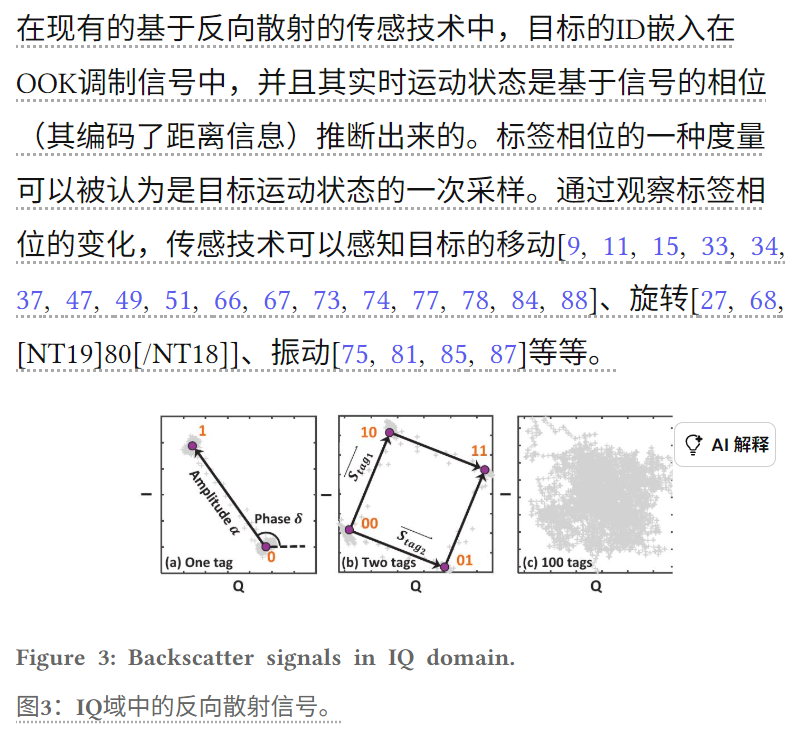 在现有的基于反向散射的传感技术中，目标的ID嵌入在
OOK调制信号中，并且其实时运动状态是基于信号的相位
（其编码了距离信息）推断出来的。标签相位的一种度量
可以被认为是目标运动状态的一次采样。通过观察标签相
位的变化，传感技术可以感知目标的移动[9, 11, 15, 33, 34,
37, 47, 49, 51, 66, 67, 73, 74, 77, 78, 84, 88]、旋转[27, 68,
[NT19]80[/NT18]]、振动[75, 81, 85, 87]等等。
1
Amplitude α
Phase δ
0
(a) One tag
I
Q
10
11
Stag1
00
Stag2
01
(b) Two tags
I
Q
(c) 100 tags
I
Q
AI 解释
Figure 3: Backscatter signals in IQ domain.
图3：IQ域中的反向散射信号。